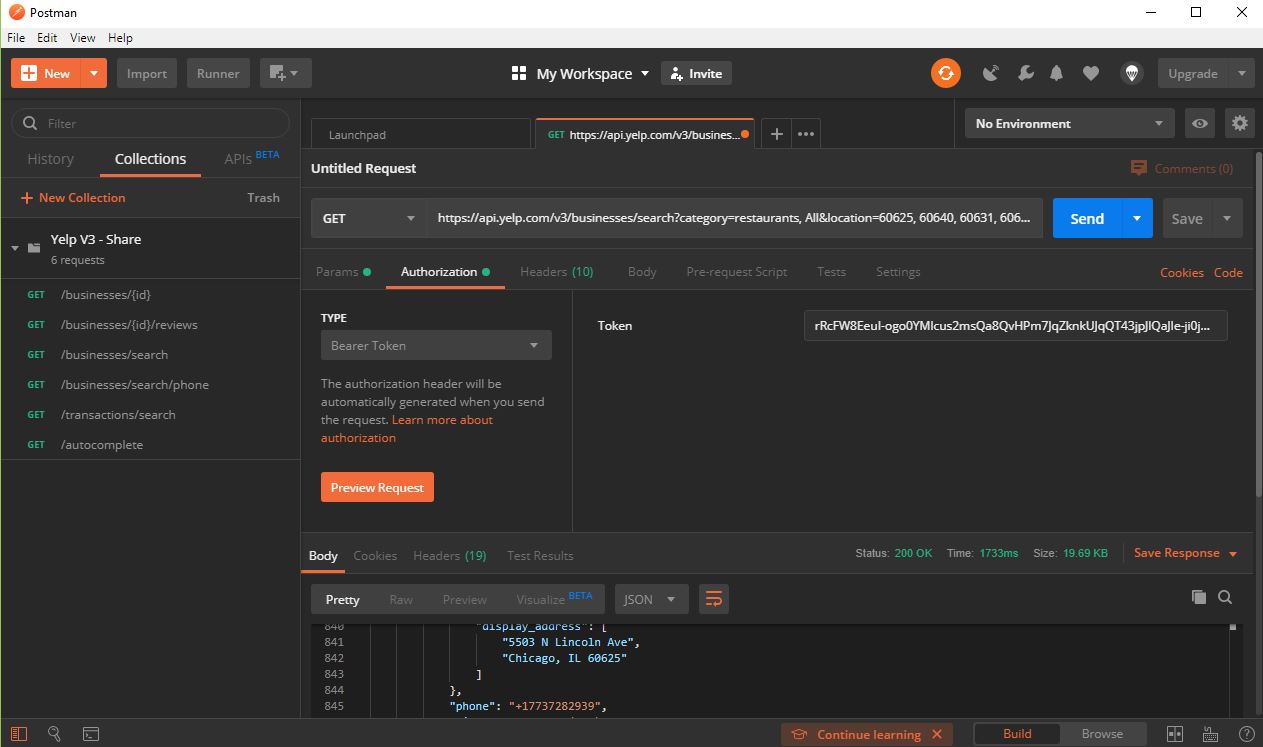 Postman
File Edit View Help
New Import Runner My Workspace Invite Upgrade
Filter
History Collections APIs BETA
New Collection Trash
Yelp V3 - Share
6 requests
GET /businesses/{id}
GET /businesses/{id}/reviews
GET /businesses/search
GET /businesses/search/phone
GET /transactions/search
GET /autocomplete
Launchpad GET https://api.yelp.com/v3/busines... No Environment
Untitled Request Comments (0)
GET https://api.yelp.com/v3/businesses/search?category=restaurants, All&location=60625, 60640, 60631, 606... Send Save
Params Authorization Headers (10) Body Pre-request Script Tests Settings Cookies Code
TYPE
Bearer Token
The authorization header will be
automatically generated when you send
the request. Learn more about
authorization
Preview Request
Token
Body Cookies Headers (19) Test Results Status: 200 OK Time: 1733ms Size: 19.69 KB Save Response
Pretty Raw Preview Visualize BETA JSON
840 "display_address": [
841 "5503 N Lincoln Ave",
842 "Chicago, IL 60625"
843 ]
844 },
845 "phone": "+17737282939",
Continue learning Build Browse